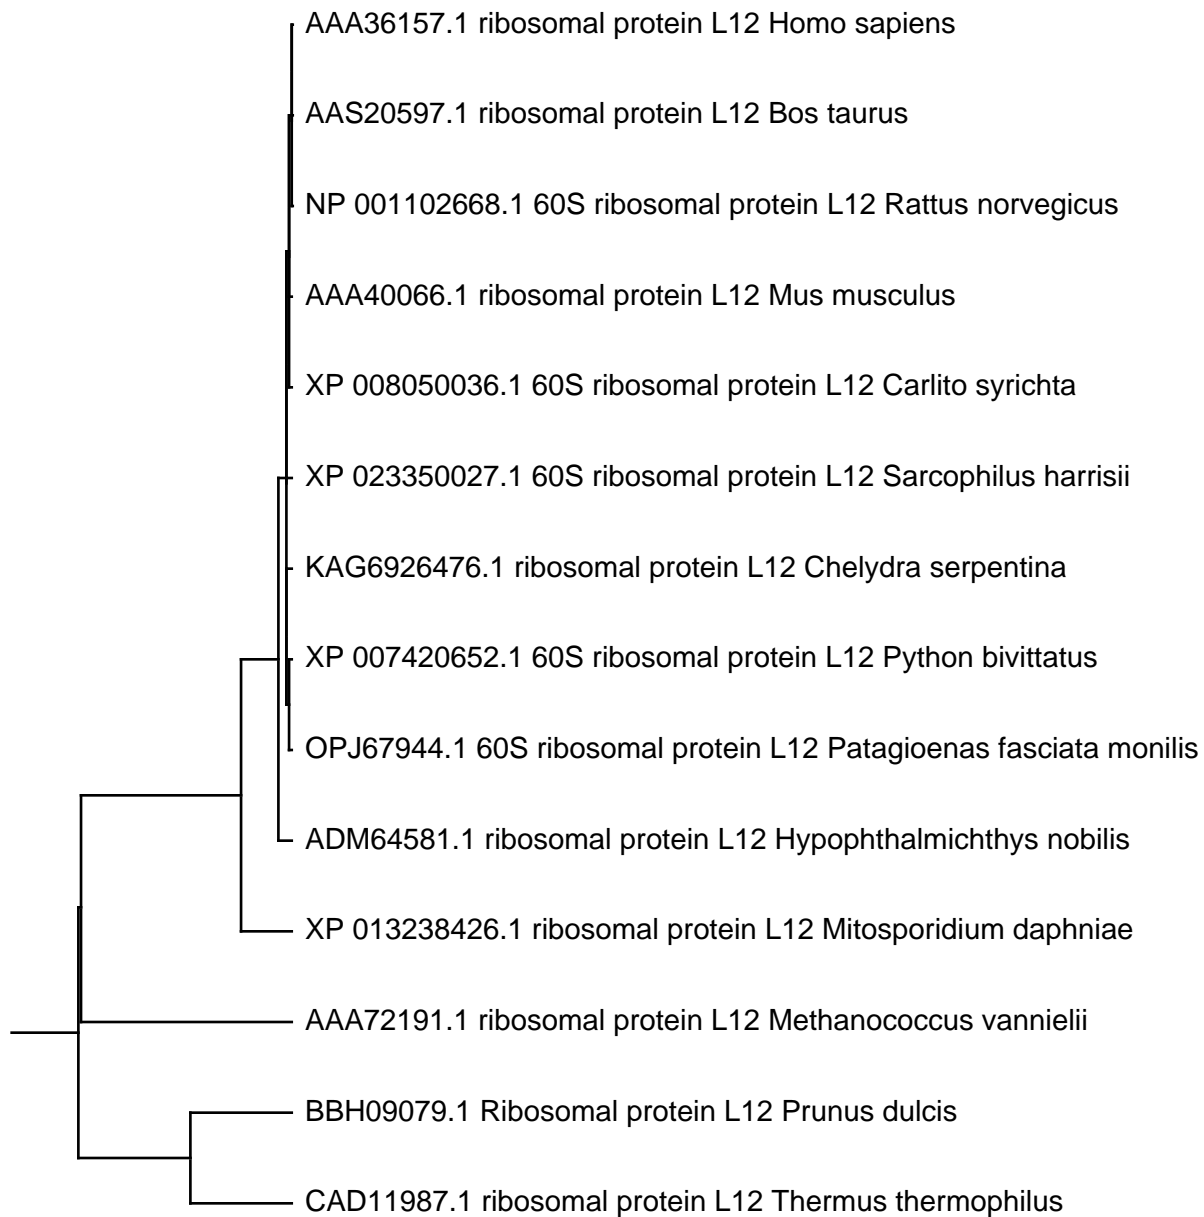 AAA36157.1 ribosomal protein L12 Homo sapiens
AAS20597.1 ribosomal protein L12 Bos taurus
NP 001102668.1 60S ribosomal protein L12 Rattus norvegicus
AAA40066.1 ribosomal protein L12 Mus musculus
XP 008050036.1 60S ribosomal protein L12 Carlito syrichta
XP 023350027.1 60S ribosomal protein L12 Sarcophilus harrisii
KAG6926476.1 ribosomal protein L12 Chelydra serpentina
XP 007420652.1 60S ribosomal protein L12 Python bivittatus
OPJ67944.1 60S ribosomal protein L12 Patagioenas fasciata monilis
ADM64581.1 ribosomal protein L12 Hypophthalmichthys nobilis
XP 013238426.1 ribosomal protein L12 Mitosporidium daphniae
AAA72191.1 ribosomal protein L12 Methanococcus vannielii
BBH09079.1 Ribosomal protein L12 Prunus dulcis
CAD11987.1 ribosomal protein L12 Thermus thermophilus